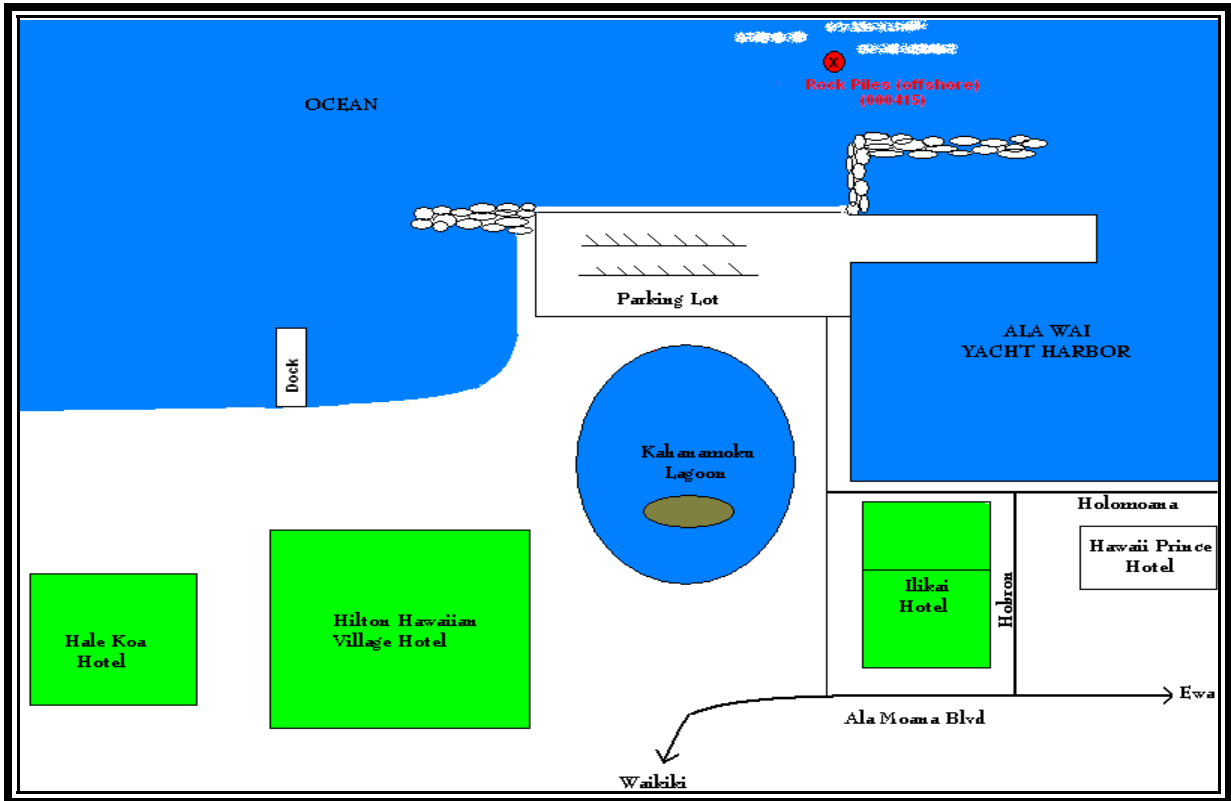 X
Rock Piles (offshore)
(000415)
OCEAN
Parking Lot
Dock
ALA WAI
YACHT HARBOR
Kahanamoku
Lagoon
Holomoana
Hawaii Prince
Hotel
Hobron
Ilikai
Hotel
Hilton Hawaiian
Village Hotel
Hale Koa
Hotel
Ewa
Ala Moana Blvd
Waikiki